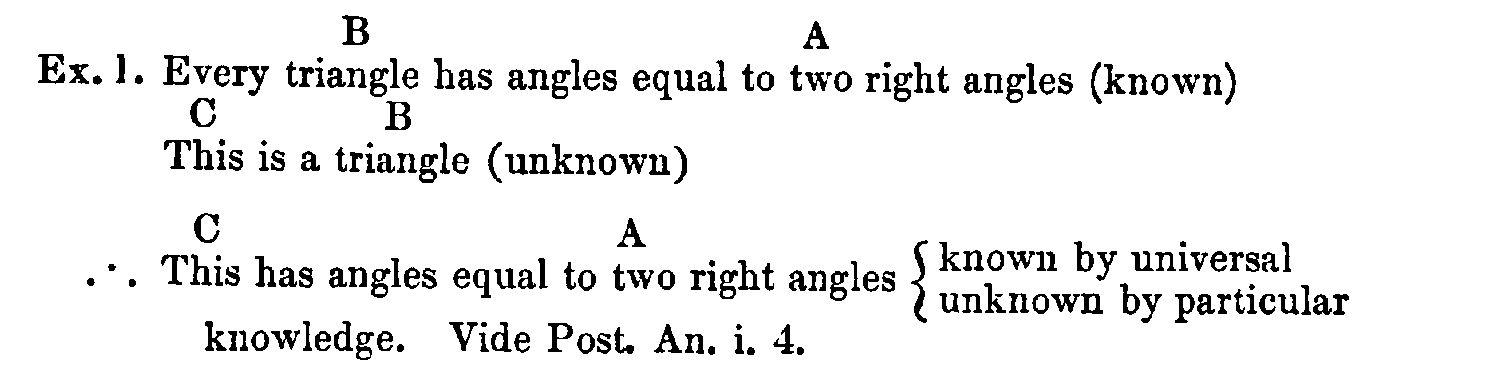 B A
Ex. 1. Every triangle has angles equal to two right angles (known)
C B
This is a triangle (unknown)
C A
.·. This has angles equal to two right angles { known by universal
unknown by particular
knowledge. Vide Post. An. i. 4.